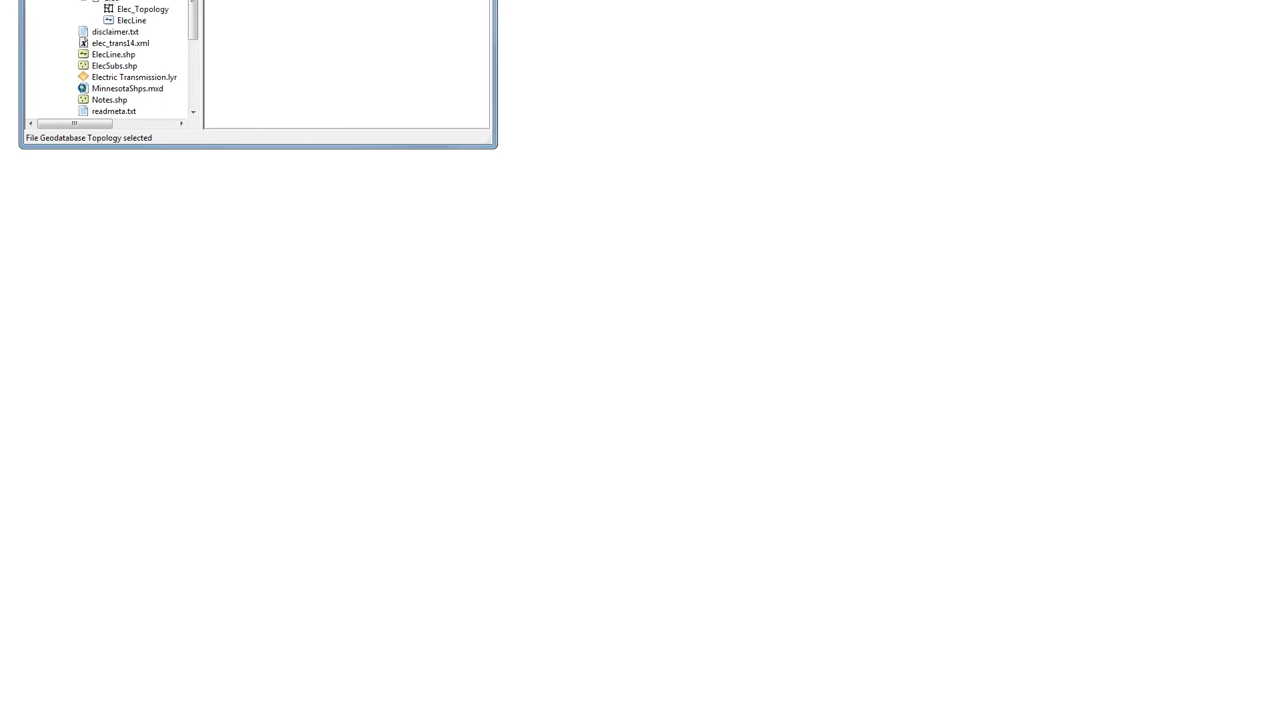 Elec_Topology
ElecLine
disclaimer.txt
elec_trans14.xml
ElecLine.shp
ElecSubs.shp
Electric Transmission.lyr
MinnesotaShps.mxd
Notes.shp
readmeta.txt
File Geodatabase Topology selected